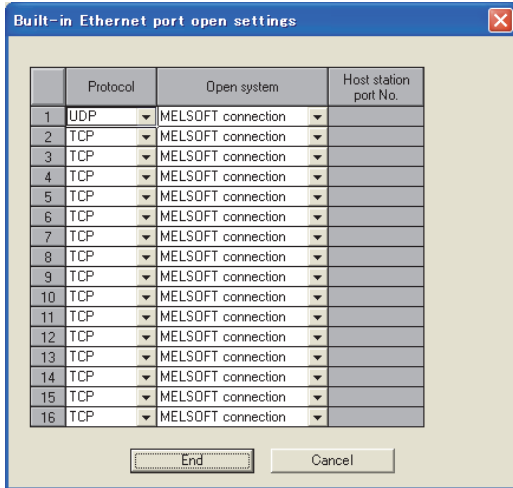 Built-in Ethernet port open settings
Protocol Open system Host station port No.
1 UDP MELSOFT connection
2 TCP MELSOFT connection
3 TCP MELSOFT connection
4 TCP MELSOFT connection
5 TCP MELSOFT connection
6 TCP MELSOFT connection
7 TCP MELSOFT connection
8 TCP MELSOFT connection
9 TCP MELSOFT connection
10 TCP MELSOFT connection
11 TCP MELSOFT connection
12 TCP MELSOFT connection
13 TCP MELSOFT connection
14 TCP MELSOFT connection
15 TCP MELSOFT connection
16 TCP MELSOFT connection
End Cancel